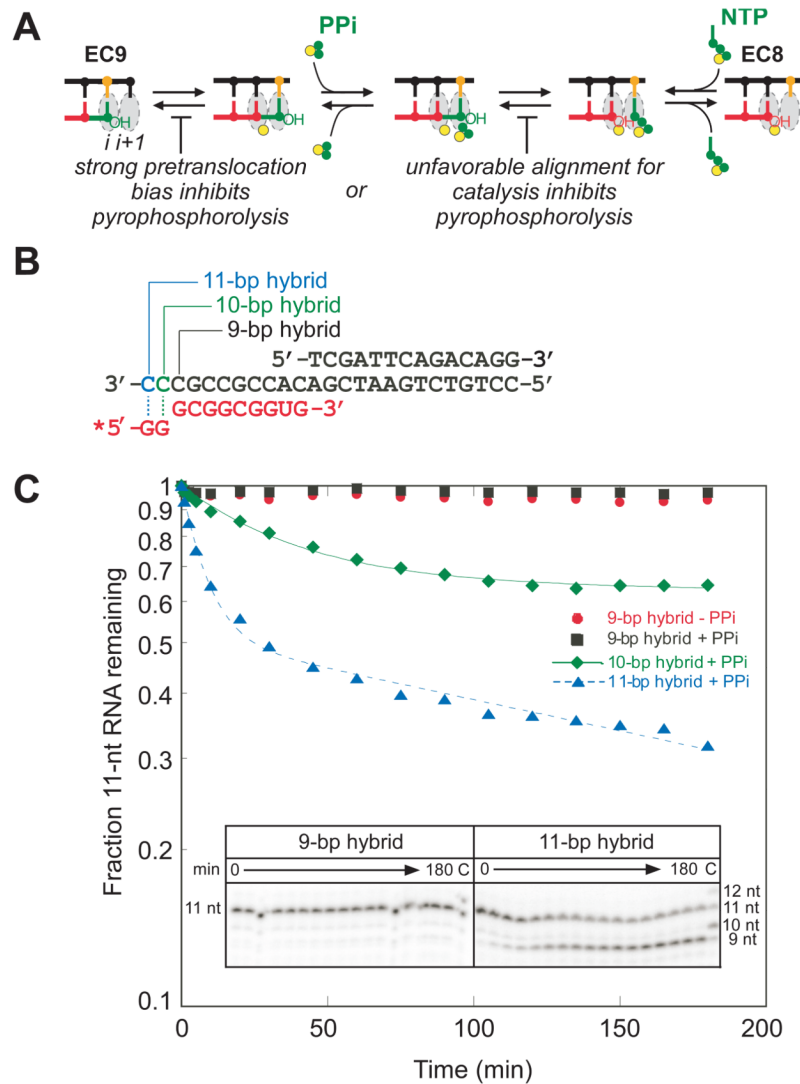 A
PPi
NTP
EC9
EC8
OH
OH
OH
OH
OH
i i+1
strong pretranslocation
bias inhibits
pyrophosphorolysis
or
unfavorable alignment for
catalysis inhibits
pyrophosphorolysis
B
11-bp hybrid
10-bp hybrid
9-bp hybrid
5′-TCGATTCAGACAGG-3′
3′-CCCGCCGCCACAGCTAAGTCTGTCC-5′
GCGGCGGUG-3′
*5′-GG
C
1
0.9
0.8
0.7
0.6
0.5
0.4
0.3
0.2
0.1
Fraction 11-nt RNA remaining
9-bp hybrid - PPi
9-bp hybrid + PPi
10-bp hybrid + PPi
11-bp hybrid + PPi
9-bp hybrid 11-bp hybrid
min 0 180 C 0 180 C
12 nt
11 nt 11 nt
10 nt
9 nt
0 50 100 150 200
Time (min)